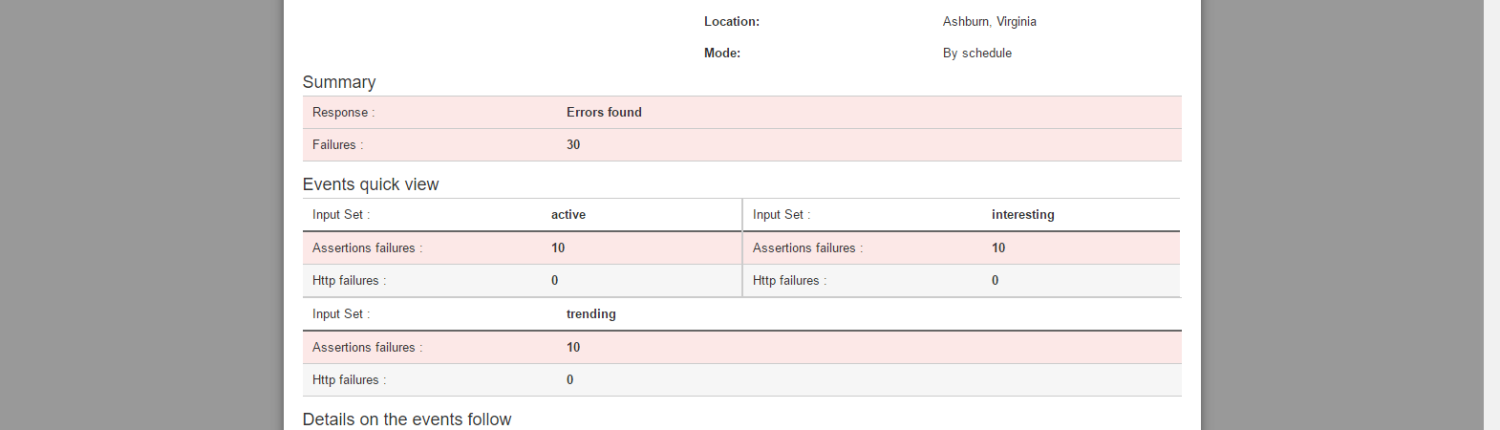 Location: Ashburn, Virginia
Mode: By schedule
Summary
Response : Errors found
Failures : 30
Events quick view
Input Set : active Input Set : interesting
Assertions failures : 10 Assertions failures : 10
Http failures : 0 Http failures : 0
Input Set : trending
Assertions failures : 10
Http failures : 0
Details on the events follow